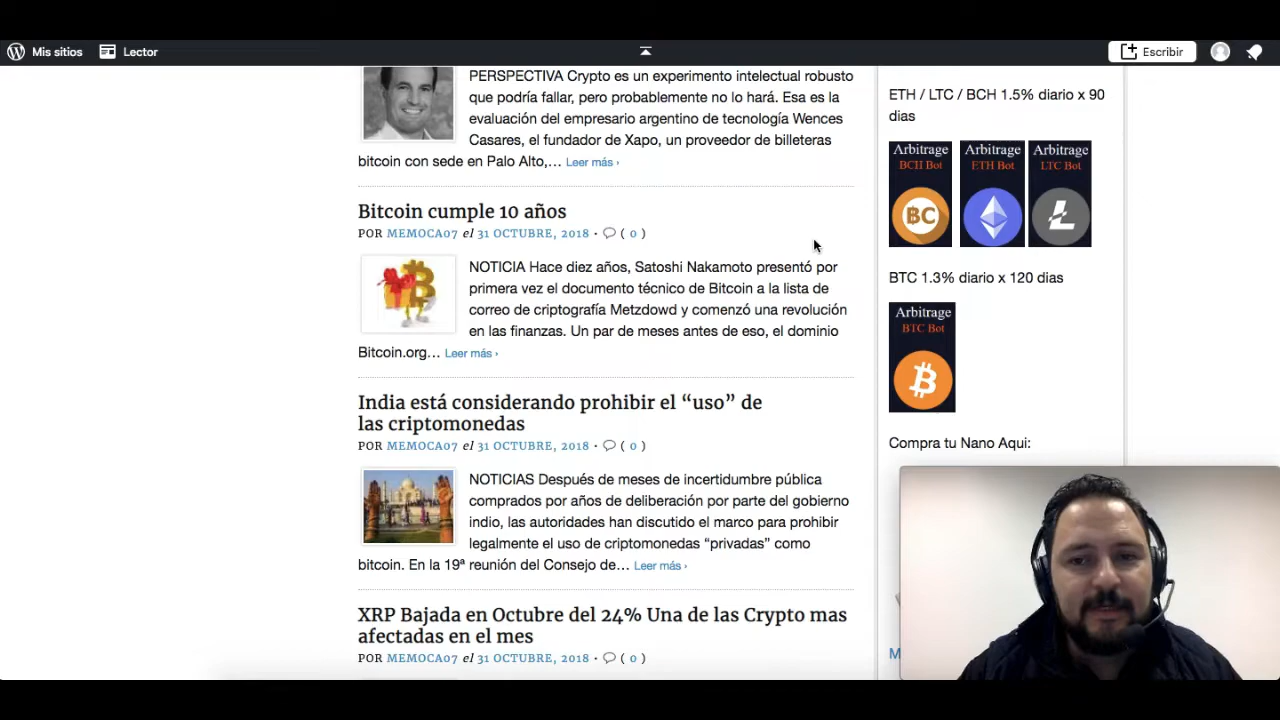 Mis sitios
Lector
Escribir
PERSPECTIVA Crypto es un experimento intelectual robusto
que podría fallar, pero probablemente no lo hará. Esa es la
evaluación del empresario argentino de tecnología Wences
Casares, el fundador de Xapo, un proveedor de billeteras
bitcoin con sede en Palo Alto,… Leer más ›
Bitcoin cumple 10 años
POR MEMOCA07 el 31 OCTUBRE, 2018 • ( 0 )
NOTICIA Hace diez años, Satoshi Nakamoto presentó por
primera vez el documento técnico de Bitcoin a la lista de
correo de criptografía Metzdowd y comenzó una revolución
en las finanzas. Un par de meses antes de eso, el dominio
Bitcoin.org… Leer más ›
India está considerando prohibir el “uso” de
las criptomonedas
POR MEMOCA07 el 31 OCTUBRE, 2018 • ( 0 )
NOTICIAS Después de meses de incertidumbre pública
comprados por años de deliberación por parte del gobierno
indio, las autoridades han discutido el marco para prohibir
legalmente el uso de criptomonedas “privadas” como
bitcoin. En la 19ª reunión del Consejo de… Leer más ›
XRP Bajada en Octubre del 24% Una de las Crypto mas
afectadas en el mes
POR MEMOCA07 el 31 OCTUBRE, 2018 • ( 0 )
ETH / LTC / BCH 1.5% diario x 90
dias
Arbitrage
BCH Bot
BC
Arbitrage
ETH Bot
Arbitrage
LTC Bot
BTC 1.3% diario x 120 dias
Arbitrage
BTC Bot
Compra tu Nano Aqui: